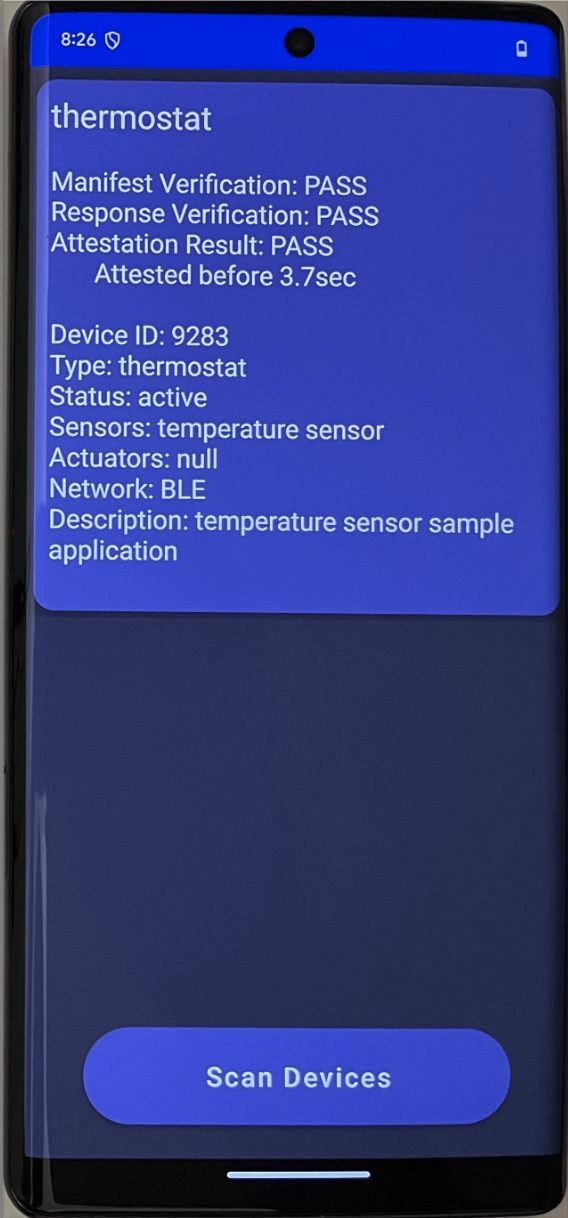 8:26
thermostat
Manifest Verification: PASS
Response Verification: PASS
Attestation Result: PASS
Attested before 3.7sec
Device ID: 9283
Type: thermostat
Status: active
Sensors: temperature sensor
Actuators: null
Network: BLE
Description: temperature sensor sample
application
Scan Devices